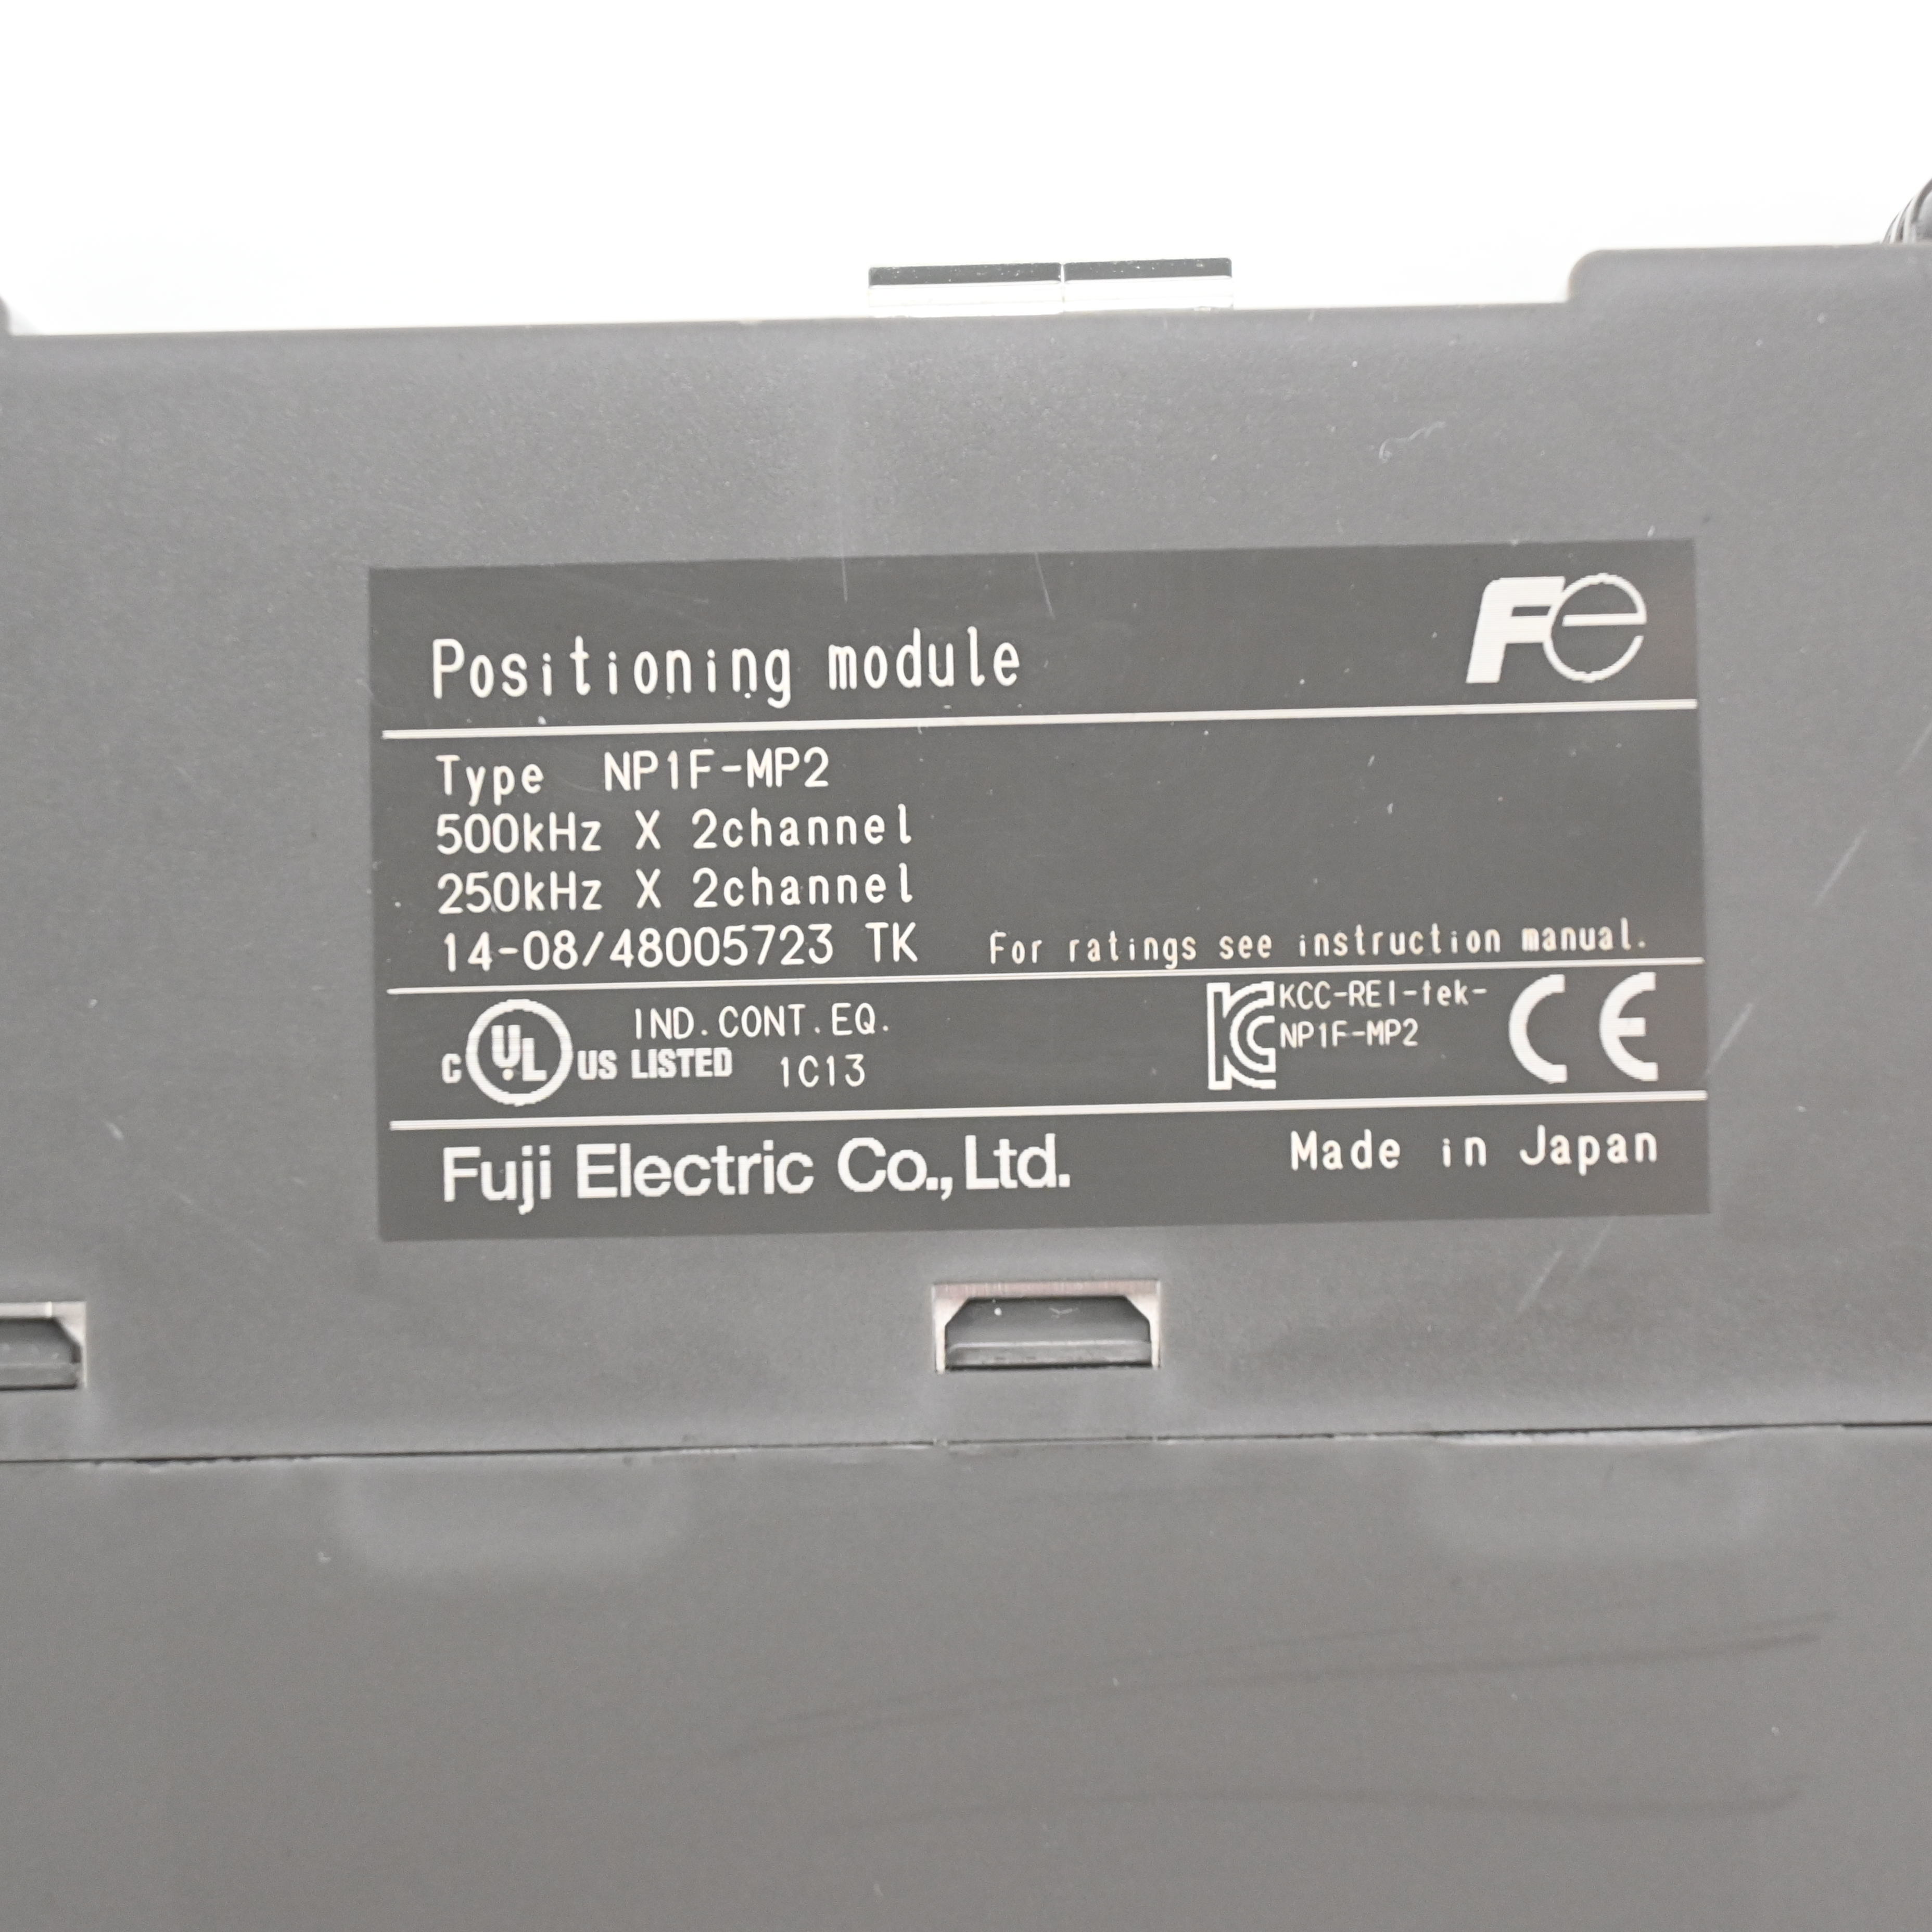 Fe
Positioning module
Type NP1F-MP2
500kHz X 2channel
250kHz X 2channel
14-08/48005723 TK For ratings see instruction manual.
C UL US LISTED IND.CONT.EQ. 1C13
KCC-REI-tek-
NP1F-MP2
CE
Fuji Electric Co., Ltd.
Made in Japan